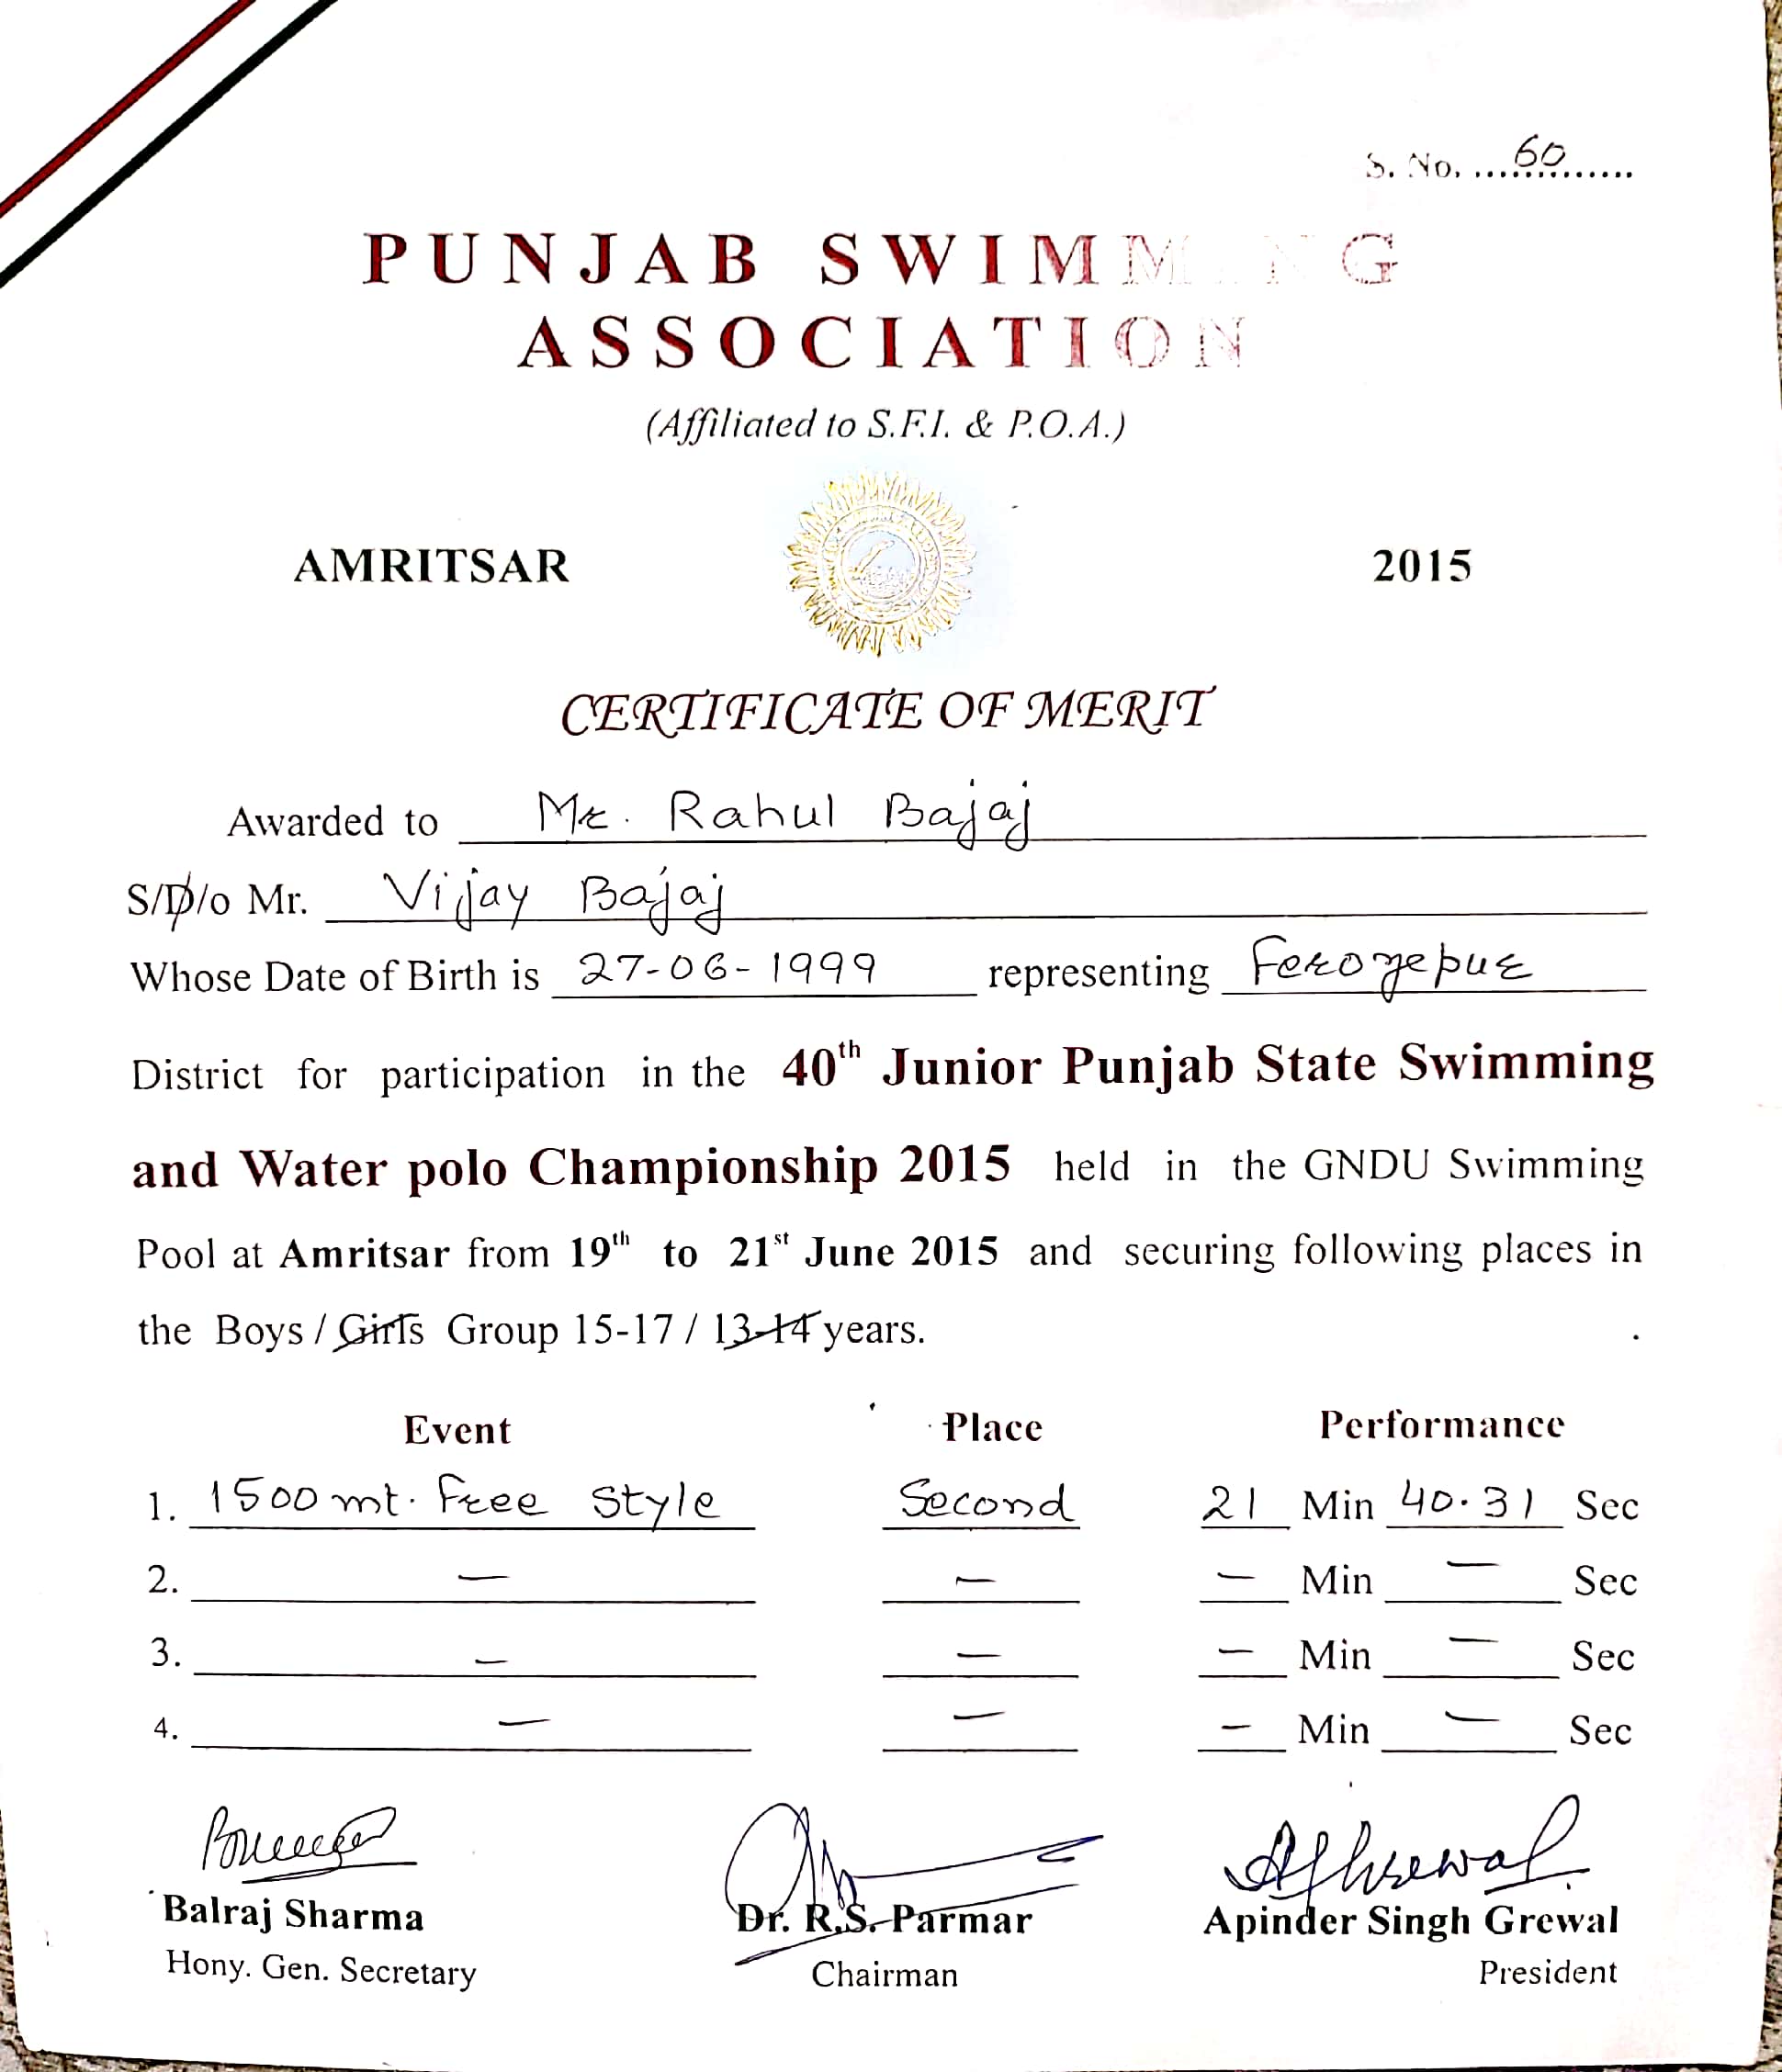 S. No. ....60......
PUNJAB SWIMMING
ASSOCIATION
(Affiliated to S.F.I. & P.O.A.)
AMRITSAR 2015
CERTIFICATE OF MERIT
Awarded to Mr. Rahul Bajaj
S/D/o Mr. Vijay Bajaj
Whose Date of Birth is 27-06-1999 representing Ferozepur
District for participation in the 40th Junior Punjab State Swimming
and Water polo Championship 2015 held in the GNDU Swimming
Pool at Amritsar from 19th to 21st June 2015 and securing following places in
the Boys / Girls Group 15-17 / 13-14 years.
Event Place Performance
1. 1500 mt. Free Style Second 21 Min 40.31 Sec
2. — — — Min — Sec
3. — — — Min — Sec
4. — — — Min — Sec
Balraj Sharma Dr. R.S. Parmar Apinder Singh Grewal
Hony. Gen. Secretary Chairman President